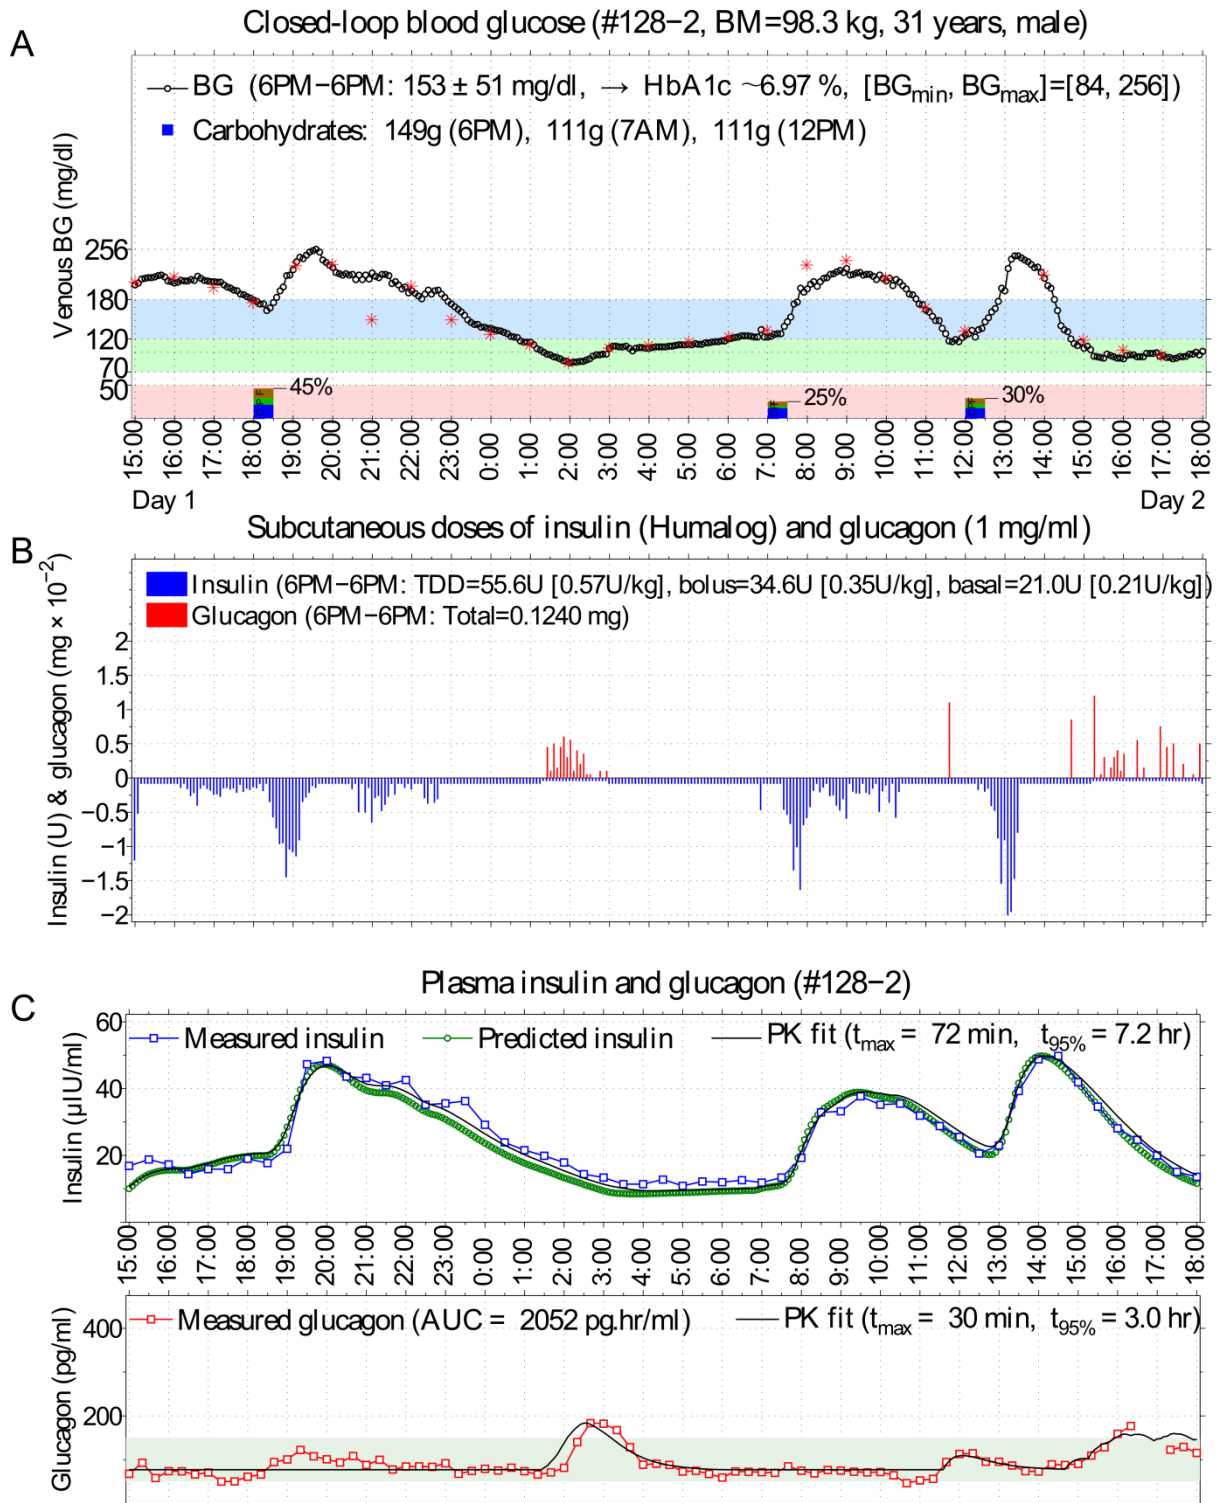 A
Closed-loop blood glucose (#128−2, BM=98.3 kg, 31 years, male)
BG (6PM−6PM: 153 ± 51 mg/dl, → HbA1c ~6.97 %, [BGmin, BGmax]=[84, 256])
Carbohydrates: 149g (6PM), 111g (7AM), 111g (12PM)
Venous BG (mg/dl)
256
180
120
70
50
45%
25%
30%
15:00 16:00 17:00 18:00 19:00 20:00 21:00 22:00 23:00 0:00 1:00 2:00 3:00 4:00 5:00 6:00 7:00 8:00 9:00 10:00 11:00 12:00 13:00 14:00 15:00 16:00 17:00 18:00
Day 1 Day 2
B
Subcutaneous doses of insulin (Humalog) and glucagon (1 mg/ml)
Insulin (6PM−6PM: TDD=55.6U [0.57U/kg], bolus=34.6U [0.35U/kg], basal=21.0U [0.21U/kg])
Glucagon (6PM−6PM: Total=0.1240 mg)
Insulin (U) & glucagon (mg × 10−2)
2
1.5
1
0.5
0
−0.5
−1
−1.5
−2
C
Plasma insulin and glucagon (#128−2)
Measured insulin Predicted insulin PK fit (tmax = 72 min, t95% = 7.2 hr)
Insulin (µIU/ml)
60
40
20
15:00 16:00 17:00 18:00 19:00 20:00 21:00 22:00 23:00 0:00 1:00 2:00 3:00 4:00 5:00 6:00 7:00 8:00 9:00 10:00 11:00 12:00 13:00 14:00 15:00 16:00 17:00 18:00
Measured glucagon (AUC = 2052 pg.hr/ml) PK fit (tmax = 30 min, t95% = 3.0 hr)
Glucagon (pg/ml)
400
200